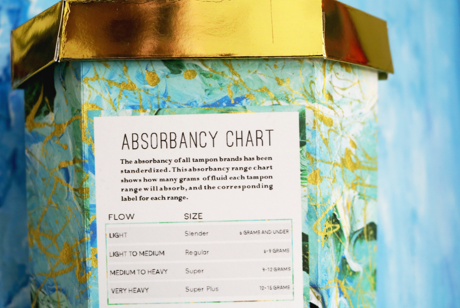 ABSORBANCY CHART
The absorbancy of all tampon brands has been
standerdized. This absorbancy range chart
shows how many grams of fluid each tampon
range will absorb, and the corresponding
label for each range.
FLOW SIZE
LIGHT Slender 6 GRAMS AND UNDER
LIGHT TO MEDIUM Regular 6-9 GRAMS
MEDIUM TO HEAVY Super 9-12 GRAMS
VERY HEAVY Super Plus 12-15 GRAMS